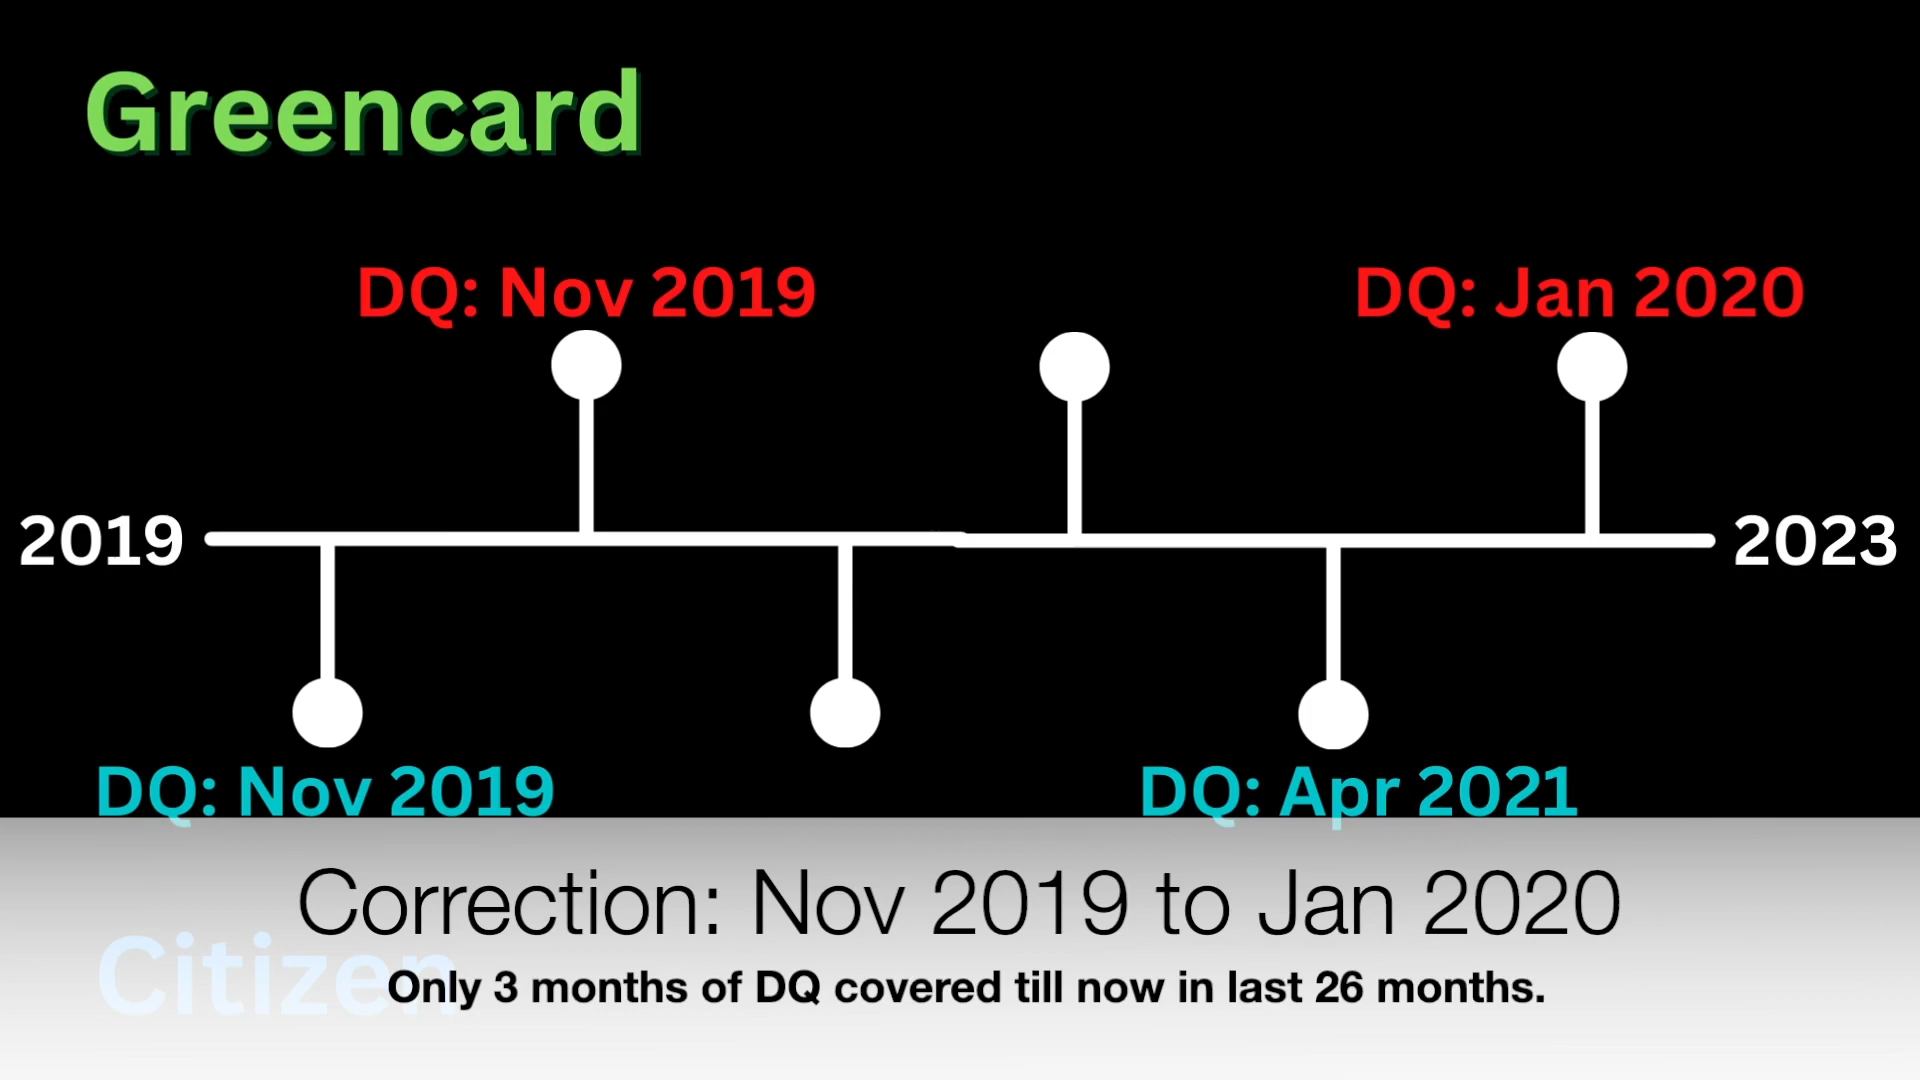 Greencard
DQ: Nov 2019
DQ: Jan 2020
2019
2023
DQ: Nov 2019
DQ: Apr 2021
Correction: Nov 2019 to Jan 2020
Citizen
Only 3 months of DQ covered till now in last 26 months.